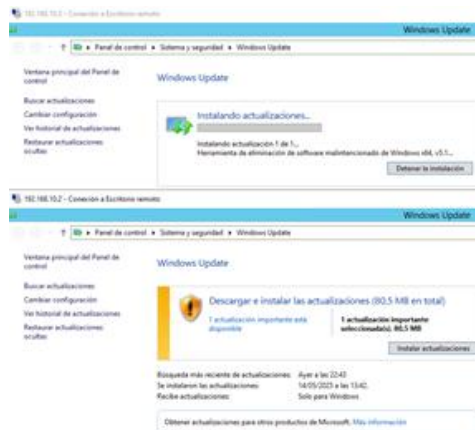 192.168.10.3 - Conexión a Escritorio remoto
Windows Update
Panel de control ▸ Sistema y seguridad ▸ Windows Update
Ventana principal del Panel de control
Windows Update
Buscar actualizaciones
Cambiar configuración
Ver historial de actualizaciones
Restaurar actualizaciones ocultas
Instalando actualizaciones...
Instalando actualización 1 de 1...
Herramienta de eliminación de software malintencionado de Windows x64, v5.1...
Detener la instalación
192.168.10.2 - Conexión a Escritorio remoto
Windows Update
Panel de control ▸ Sistema y seguridad ▸ Windows Update
Ventana principal del Panel de control
Windows Update
Buscar actualizaciones
Cambiar configuración
Ver historial de actualizaciones
Restaurar actualizaciones ocultas
Descargar e instalar las actualizaciones (80,5 MB en total)
1 actualización importante está disponible
1 actualización importante seleccionada(s), 80,5 MB
Instalar actualizaciones
Búsqueda más reciente de actualizaciones: Ayer a las 22:43
Se instalaron las actualizaciones: 14/05/2023 a las 13:42.
Recibe actualizaciones: Solo para Windows
Obtener actualizaciones para otros productos de Microsoft. Más información